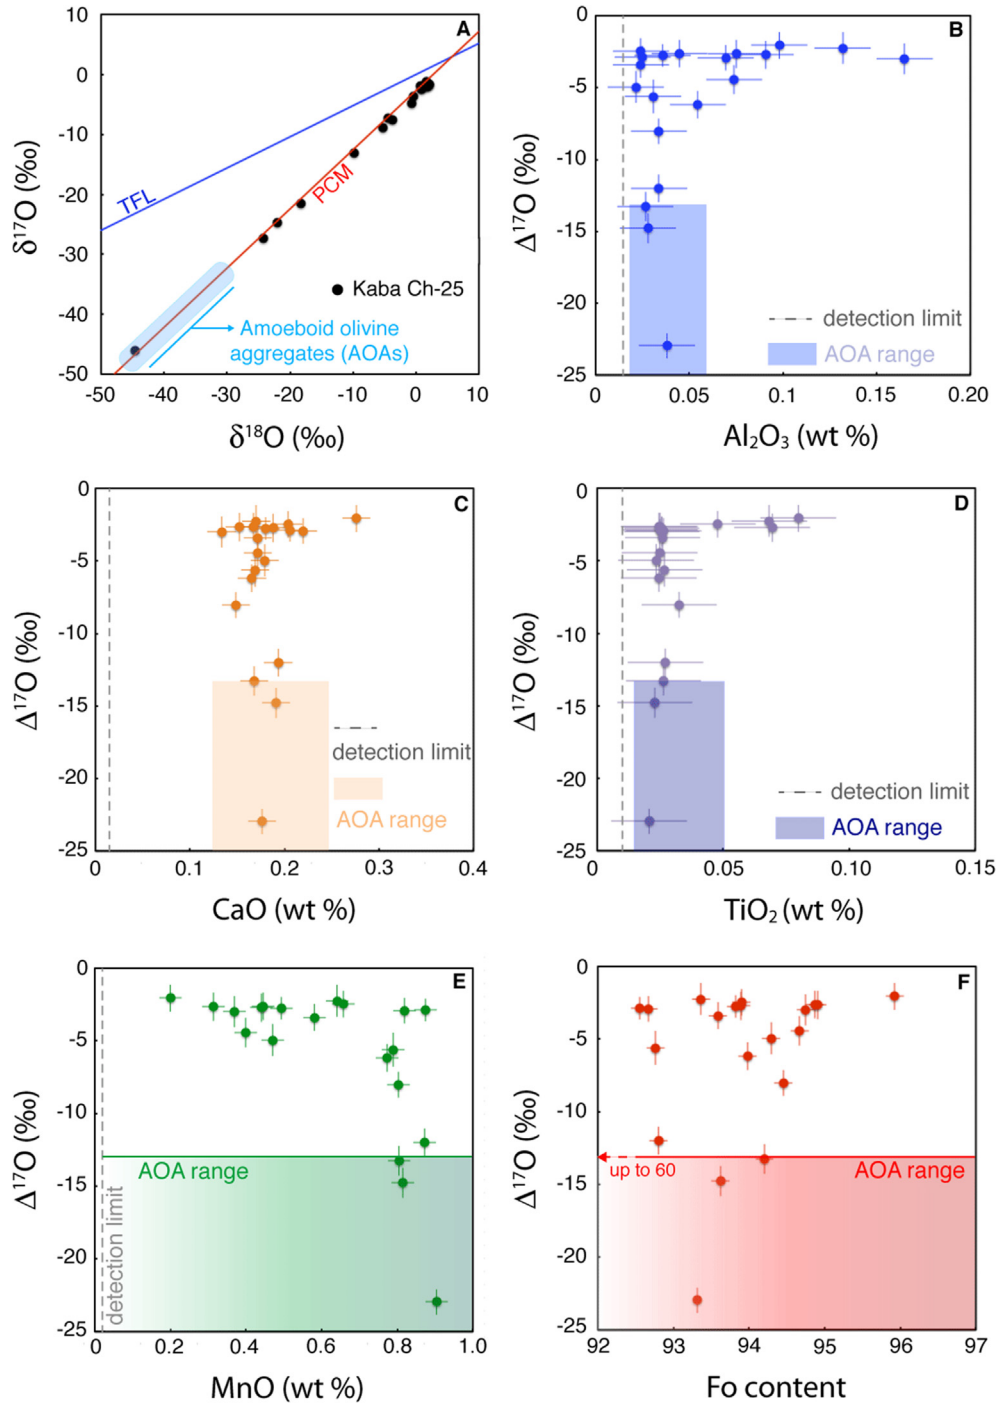 A
10
0
-10
-20
-30
-40
-50
δ¹⁷O (‰)
TFL
PCM
Kaba Ch-25
Amoeboid olivine
aggregates (AOAs)
-50 -40 -30 -20 -10 0 10
δ¹⁸O (‰)
B
0
-5
-10
-15
-20
-25
Δ¹⁷O (‰)
detection limit
AOA range
0 0.05 0.10 0.15 0.20
Al₂O₃ (wt %)
C
0
-5
-10
-15
-20
-25
Δ¹⁷O (‰)
detection limit
AOA range
0 0.1 0.2 0.3 0.4
CaO (wt %)
D
0
-5
-10
-15
-20
-25
Δ¹⁷O (‰)
detection limit
AOA range
0 0.05 0.10 0.15
TiO₂ (wt %)
E
0
-5
-10
-15
-20
-25
Δ¹⁷O (‰)
AOA range
detection limit
0.2 0.4 0.6 0.8 1.0
MnO (wt %)
F
0
-5
-10
-15
-20
-25
Δ¹⁷O (‰)
up to 60
AOA range
92 93 94 95 96 97
Fo content